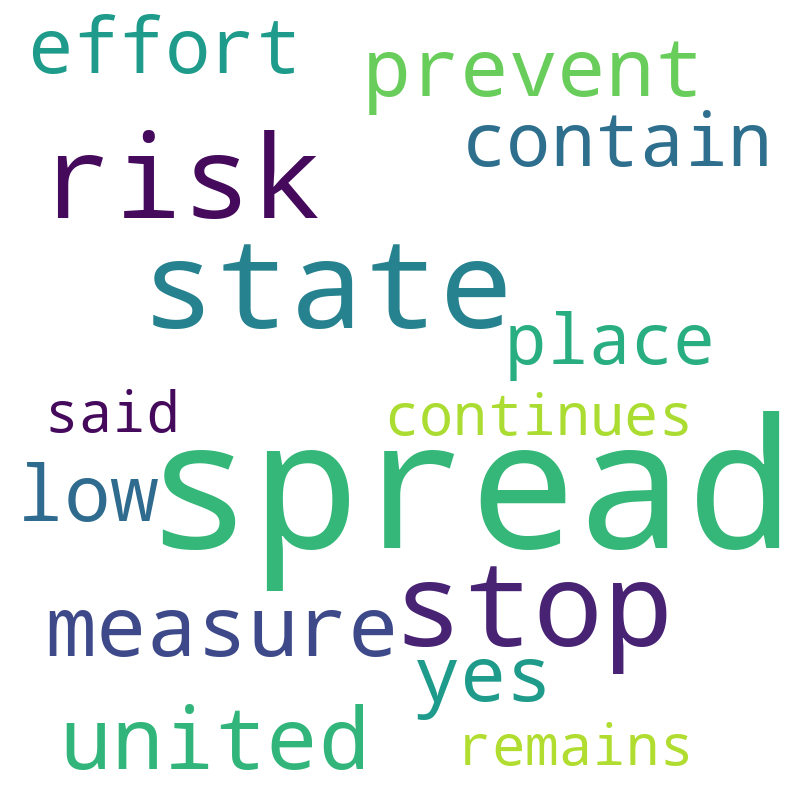 effort
prevent
contain
risk
state
place
said
continues
low
spread
stop
measure
yes
united
remains